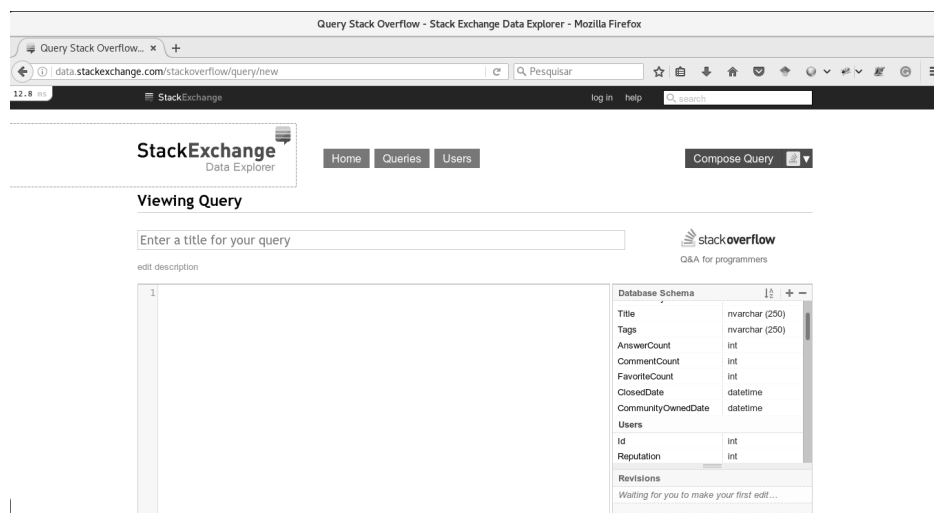 Query Stack Overflow - Stack Exchange Data Explorer - Mozilla Firefox
Query Stack Overflow... × +
data.stackexchange.com/stackoverflow/query/new
Pesquisar
12.8 ms
StackExchange
log in help search
StackExchange
Data Explorer
Home Queries Users
Compose Query
Viewing Query
Enter a title for your query
stackoverflow
Q&A for programmers
edit description
1
Database Schema
Title nvarchar (250)
Tags nvarchar (250)
AnswerCount int
CommentCount int
FavoriteCount int
ClosedDate datetime
CommunityOwnedDate datetime
Users
Id int
Reputation int
Revisions
Waiting for you to make your first edit...